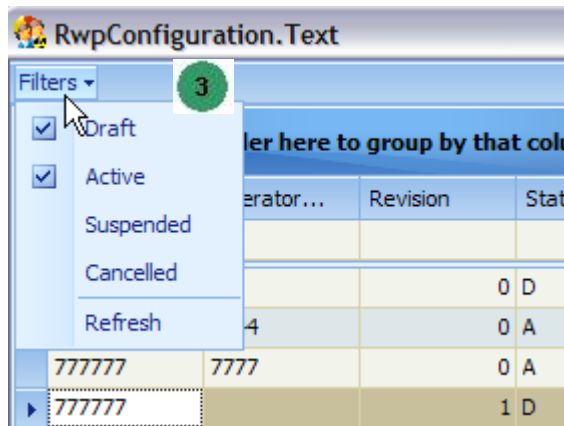 RwpConfiguration.Text
Filters
3
Draft
ler here to group by that colu
Active
erator... Revision Stat
Suspended
Cancelled
0 D
Refresh
-4 0 A
777777 7777 0 A
777777 1 D